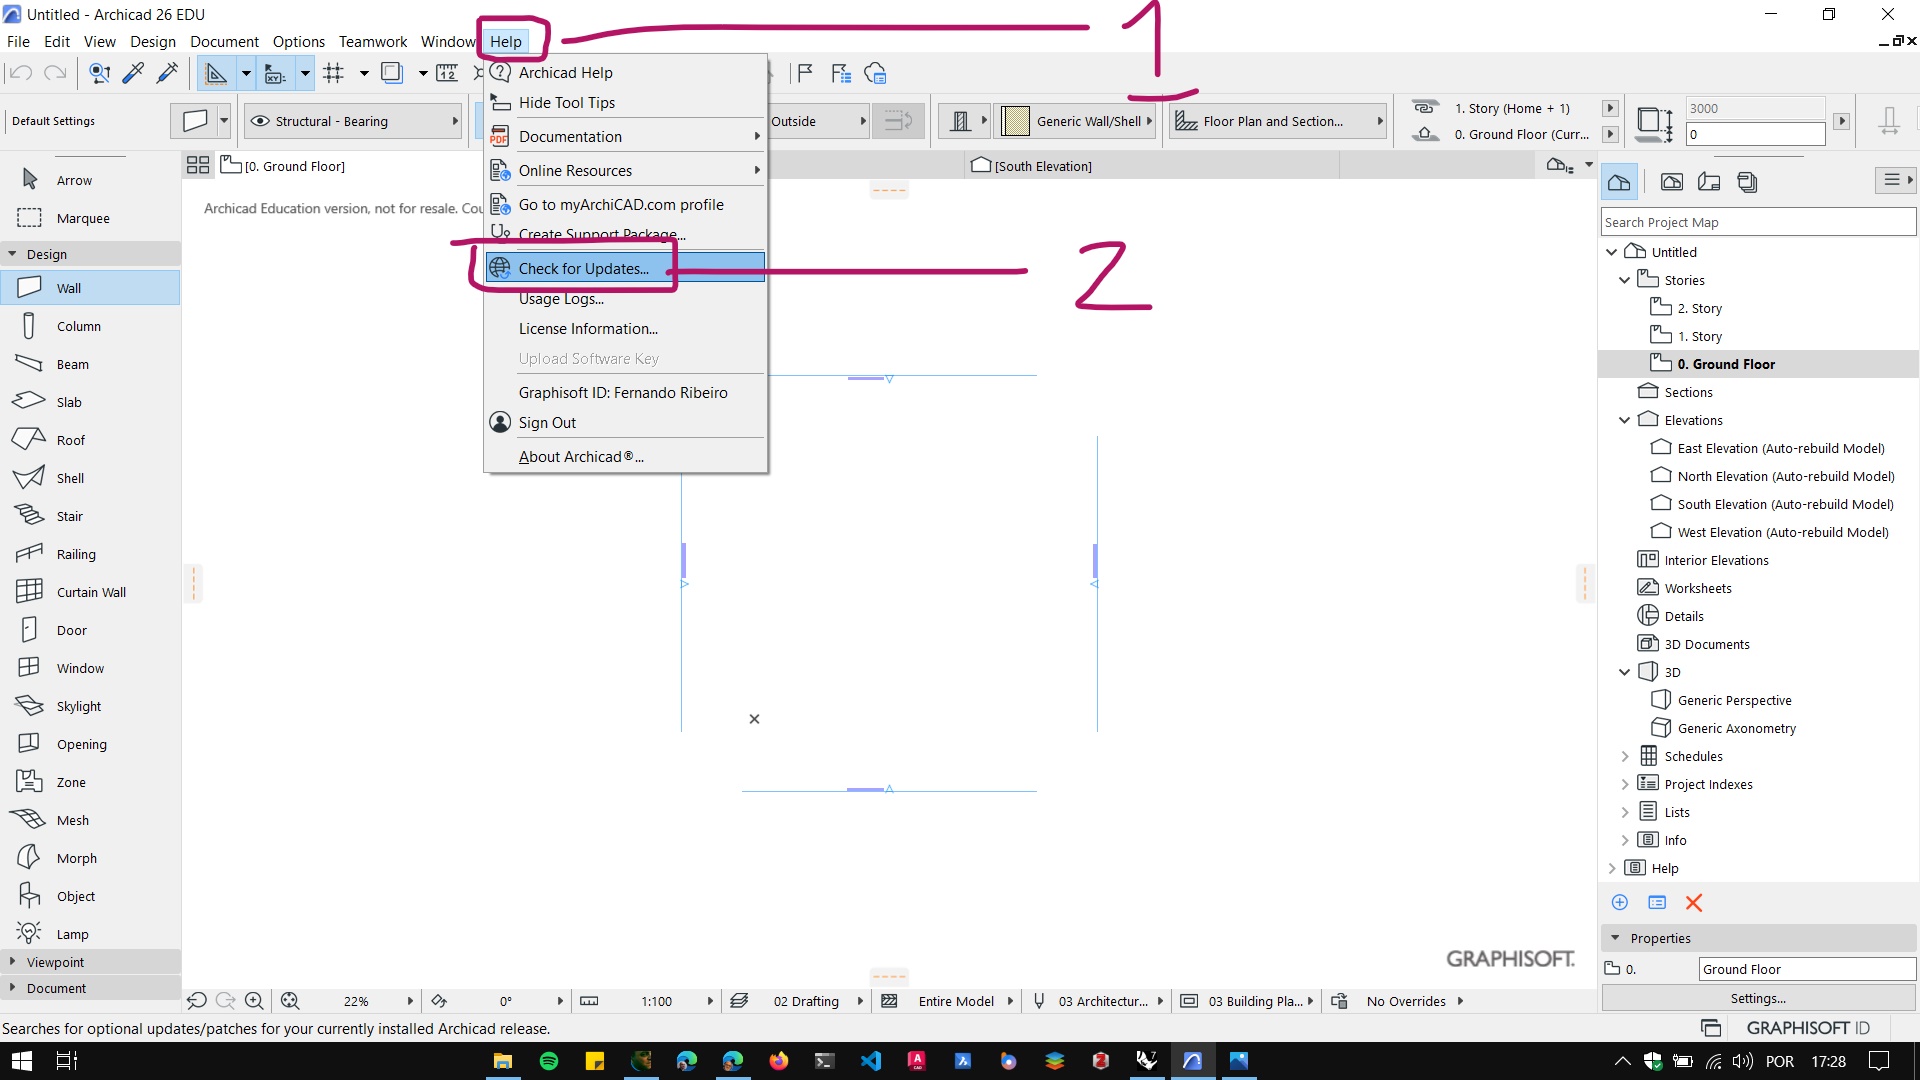 Untitled - Archicad 26 EDU
File Edit View Design Document Options Teamwork Window Help
1
Default Settings
Structural - Bearing
Outside
Generic Wall/Shell
Floor Plan and Section...
1. Story (Home + 1)
0. Ground Floor (Curr...
3000
0
Archicad Help
Hide Tool Tips
Documentation
Online Resources
Go to myArchiCAD.com profile
Create Support Package...
Check for Updates...
2
Usage Logs...
License Information...
Upload Software Key
Graphisoft ID: Fernando Ribeiro
Sign Out
About Archicad®...
[0. Ground Floor]
[South Elevation]
Archicad Education version, not for resale. Cou
Arrow
Marquee
Design
Wall
Column
Beam
Slab
Roof
Shell
Stair
Railing
Curtain Wall
Door
Window
Skylight
Opening
Zone
Mesh
Morph
Object
Lamp
Viewpoint
Document
Search Project Map
Untitled
Stories
2. Story
1. Story
0. Ground Floor
Sections
Elevations
East Elevation (Auto-rebuild Model)
North Elevation (Auto-rebuild Model)
South Elevation (Auto-rebuild Model)
West Elevation (Auto-rebuild Model)
Interior Elevations
Worksheets
Details
3D Documents
3D
Generic Perspective
Generic Axonometry
Schedules
Project Indexes
Lists
Info
Help
Properties
0.
Ground Floor
Settings...
GRAPHISOFT.
22%
0°
1:100
02 Drafting
Entire Model
03 Architectur...
03 Building Pla...
No Overrides
Searches for optional updates/patches for your currently installed Archicad release.
GRAPHISOFT ID
POR
17:28